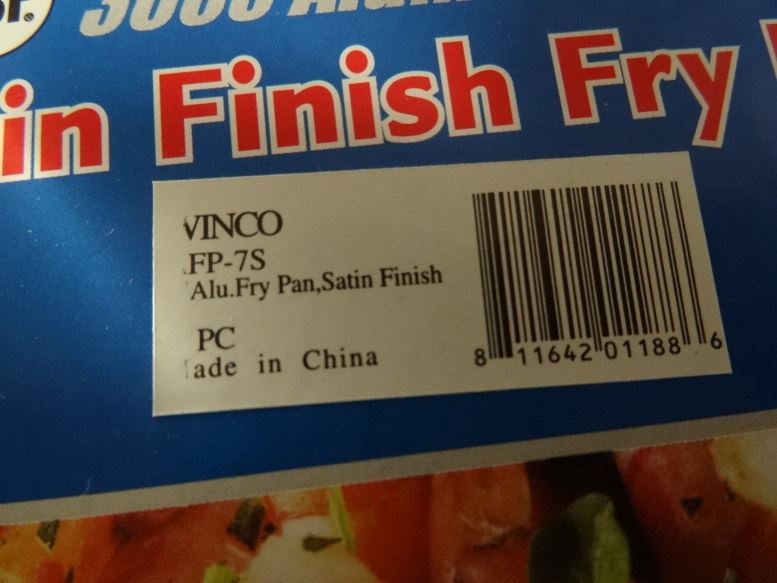 3003
in Finish Fry
VINCO
FP-7S
Alu.Fry Pan,Satin Finish
PC
ade in China
8 11642 01188 6